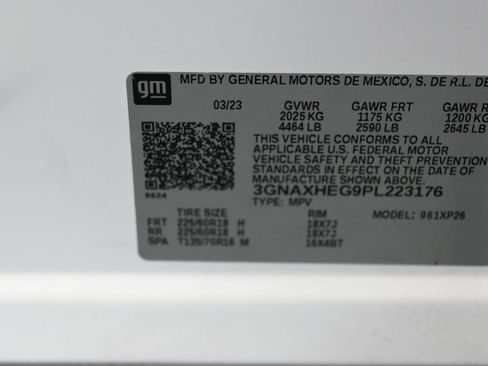 gm
MFD BY GENERAL MOTORS DE MEXICO, S. DE R.L. DE
03/23 GVWR GAWR FRT GAWR R
2025 KG 1175 KG 1200 KG
4464 LB 2590 LB 2645 LB
THIS VEHICLE CONFORMS TO ALL
APPLICABLE U.S. FEDERAL MOTOR
VEHICLE SAFETY AND THEFT PREVENTION
STANDARDS IN EFFECT ON THE DATE OF
MANUFACTURE SHOWN ABOVE.
3GNAXHEG9PL223176
8624
TYPE: MPV MODEL: 961XP26
TIRE SIZE RIM
FRT 225/60R18 H 18X7J
RR 225/60R18 H 18X7J
SPA T135/70R16 M 16X4BT